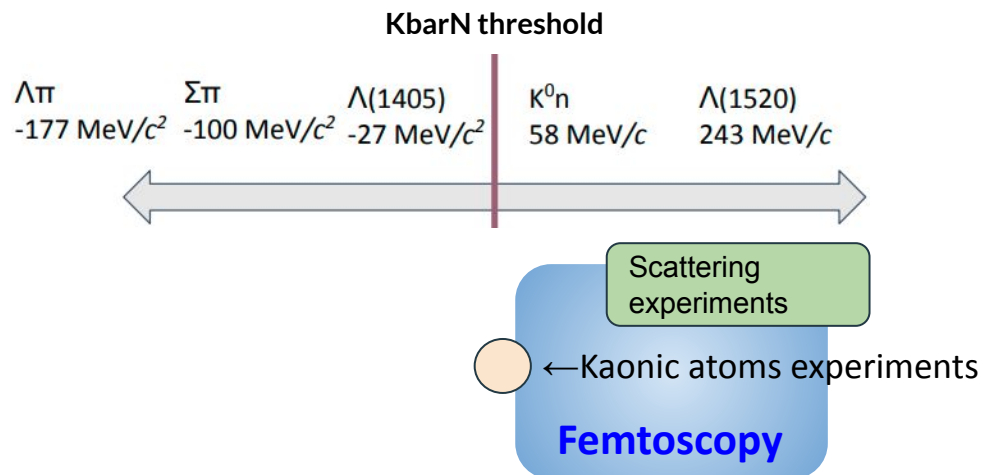 KbarN threshold
Λπ
-177 MeV/c²
Σπ
-100 MeV/c²
Λ(1405)
-27 MeV/c²
K⁰n
58 MeV/c
Λ(1520)
243 MeV/c
Scattering
experiments
←Kaonic atoms experiments
Femtoscopy